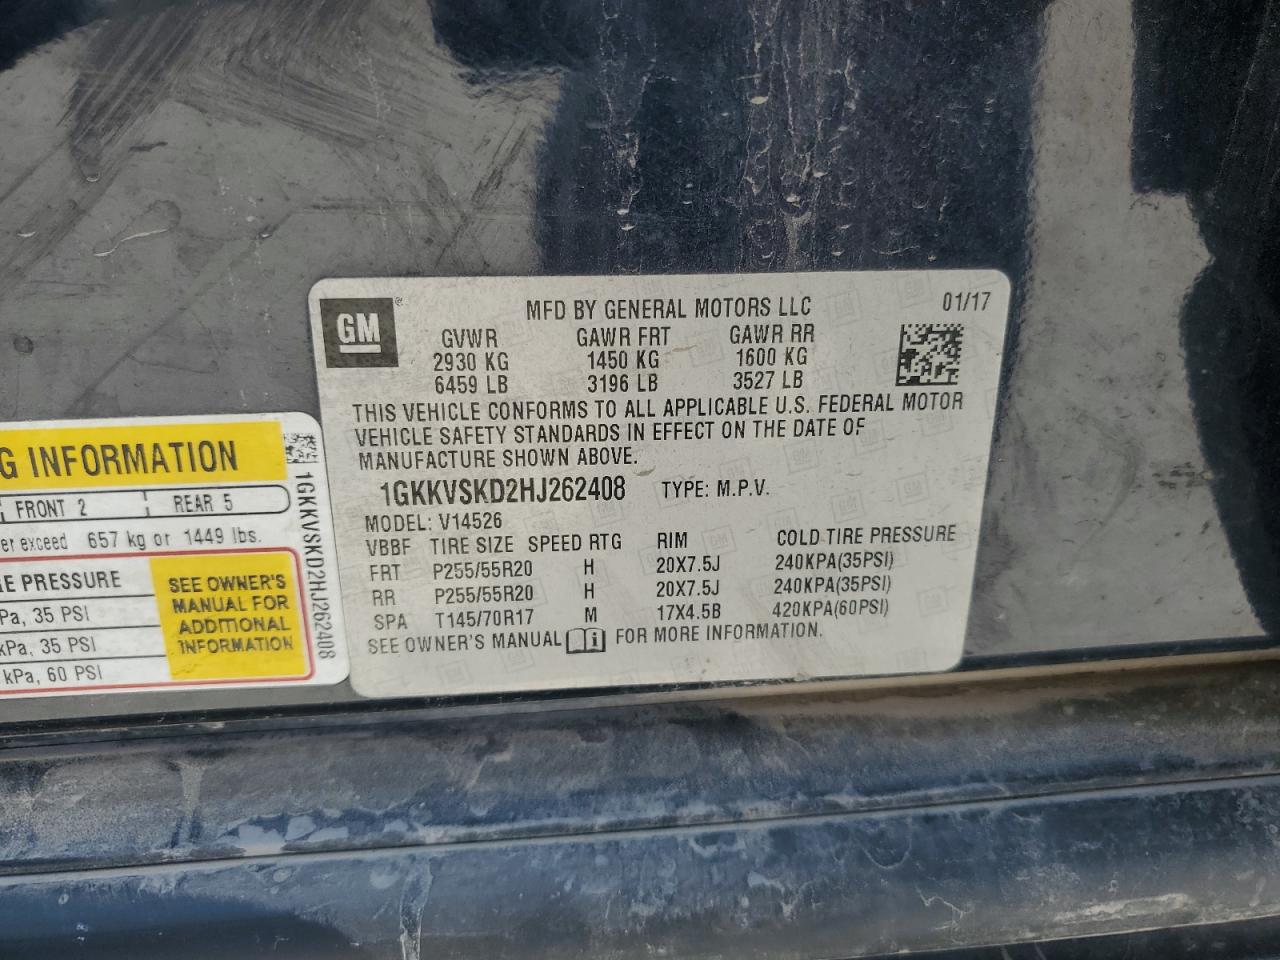 GM ®
MFD BY GENERAL MOTORS LLC
01/17
GVWR GAWR FRT GAWR RR
2930 KG 1450 KG 1600 KG
6459 LB 3196 LB 3527 LB
THIS VEHICLE CONFORMS TO ALL APPLICABLE U.S. FEDERAL MOTOR
VEHICLE SAFETY STANDARDS IN EFFECT ON THE DATE OF
MANUFACTURE SHOWN ABOVE.
1GKKVSKD2HJ262408 TYPE: M.P.V.
MODEL: V14526
VBBF TIRE SIZE SPEED RTG RIM COLD TIRE PRESSURE
FRT P255/55R20 H 20X7.5J 240KPA(35PSI)
RR P255/55R20 H 20X7.5J 240KPA(35PSI)
SPA T145/70R17 M 17X4.5B 420KPA(60PSI)
SEE OWNER'S MANUAL i FOR MORE INFORMATION.
G INFORMATION
FRONT 2 REAR 5
er exceed 657 kg or 1449 lbs.
E PRESSURE
Pa, 35 PSI
kPa, 35 PSI
kPa, 60 PSI
SEE OWNER'S
MANUAL FOR
ADDITIONAL
INFORMATION
1GKKVSKD2HJ262408